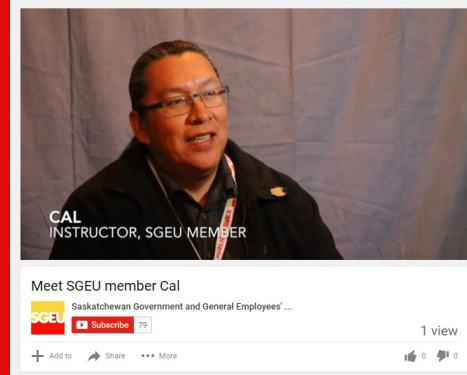 CAL
INSTRUCTOR, SGEU MEMBER
Meet SGEU member Cal
SGEU
Saskatchewan Government and General Employees' ...
Subscribe 79
1 view
Add to Share More 0 0